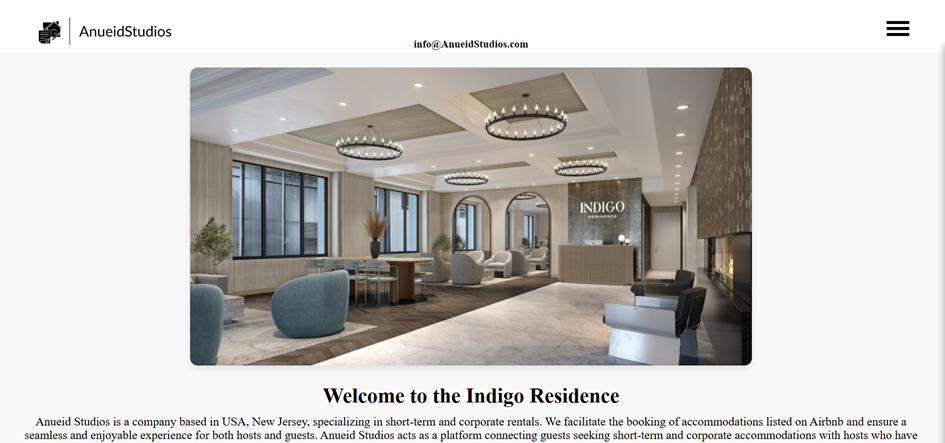 AnueidStudios
info@AnueidStudios.com
INDIGO
RESIDENCE
Welcome to the Indigo Residence
Anueid Studios is a company based in USA, New Jersey, specializing in short-term and corporate rentals. We facilitate the booking of accommodations listed on Airbnb and ensure a
seamless and enjoyable experience for both hosts and guests. Anueid Studios acts as a platform connecting guests seeking short-term and corporate accommodations with hosts who have